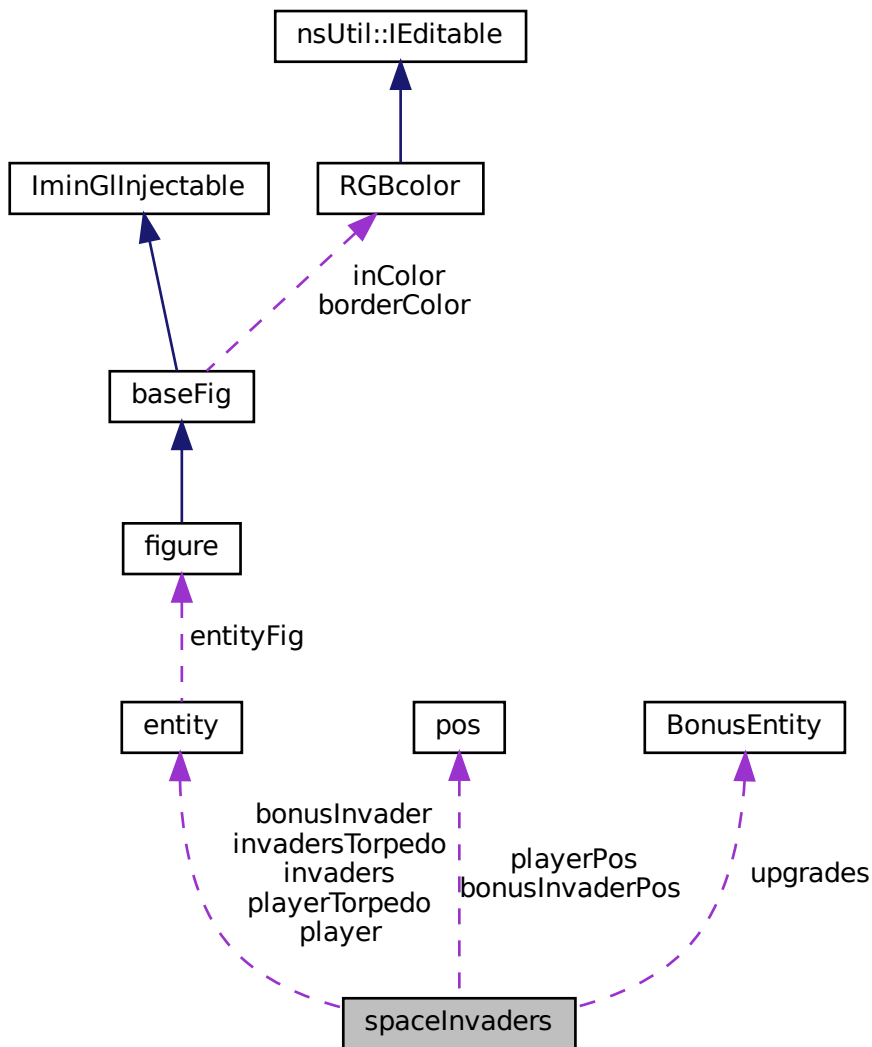 nsUtil::IEditable
IminGlInjectable
RGBcolor
inColor
borderColor
baseFig
figure
entityFig
entity
pos
BonusEntity
bonusInvader
invadersTorpedo
invaders
playerTorpedo
player
playerPos
bonusInvaderPos
upgrades
spaceInvaders